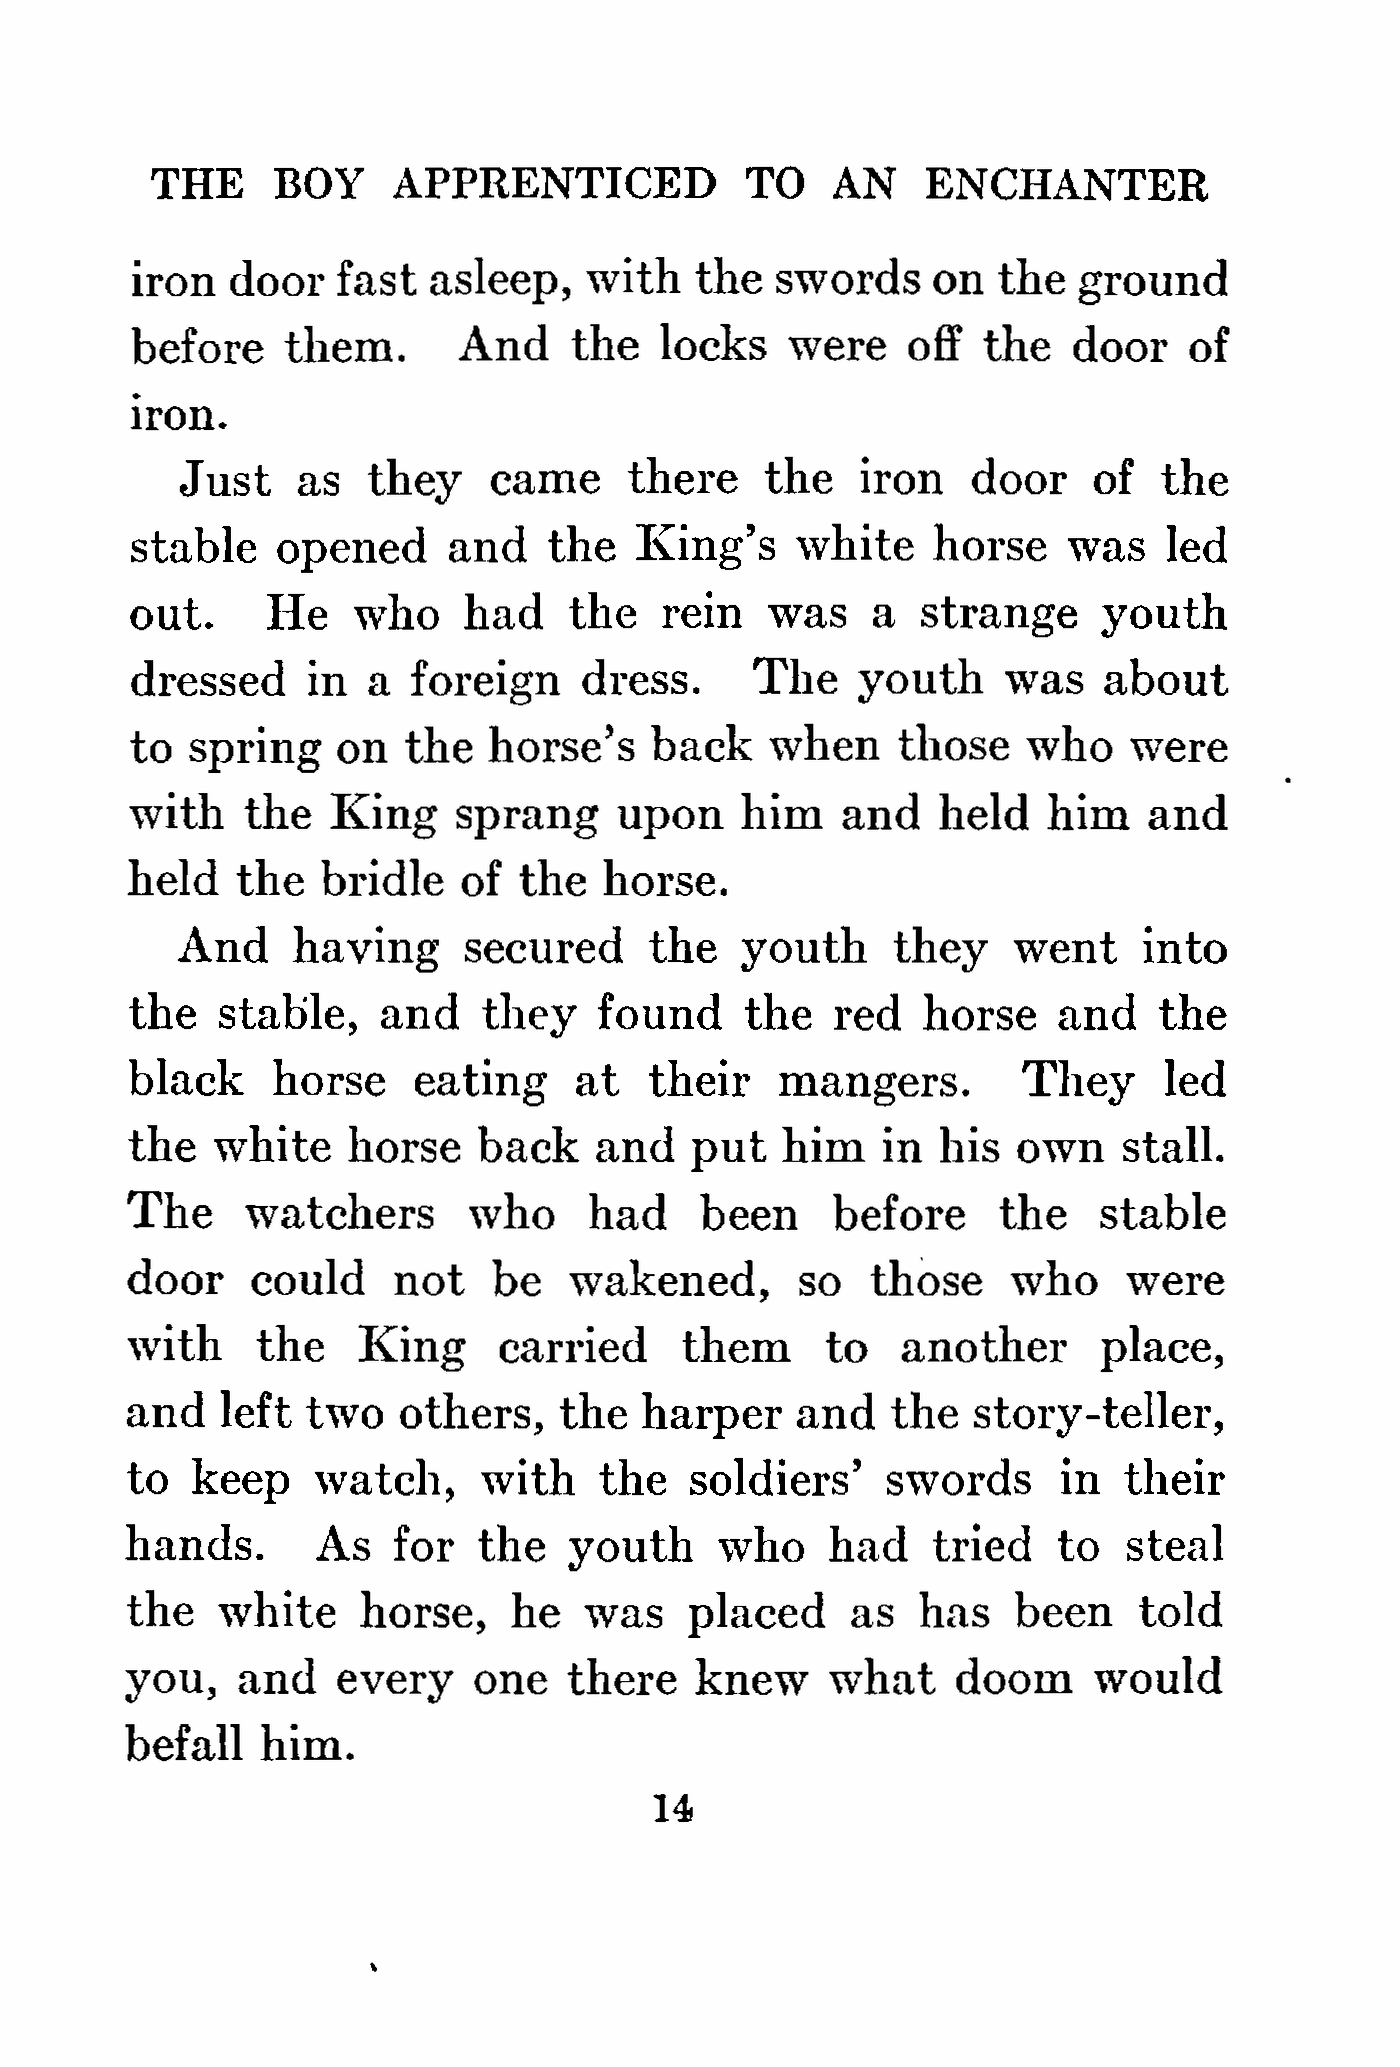 THE BOY APPRENTICED TO AN ENCHANTER
iron door fast asleep, with the swords on the ground
before them. And the locks were off the door of
iron.
Just as they came there the iron door of the
stable opened and the King's white horse was led
out. He who had the rein was a strange youth
dressed in a foreign dress. The youth was about
to spring on the horse's back when those who were
with the King sprang upon him and held him and
held the bridle of the horse.
And having secured the youth they went into
the stable, and they found the red horse and the
black horse eating at their mangers. They led
the white horse back and put him in his own stall.
The watchers who had been before the stable
door could not be wakened, so those who were
with the King carried them to another place,
and left two others, the harper and the story-teller,
to keep watch, with the soldiers' swords in their
hands. As for the youth who had tried to steal
the white horse, he was placed as has been told
you, and every one there knew what doom would
befall him.
14